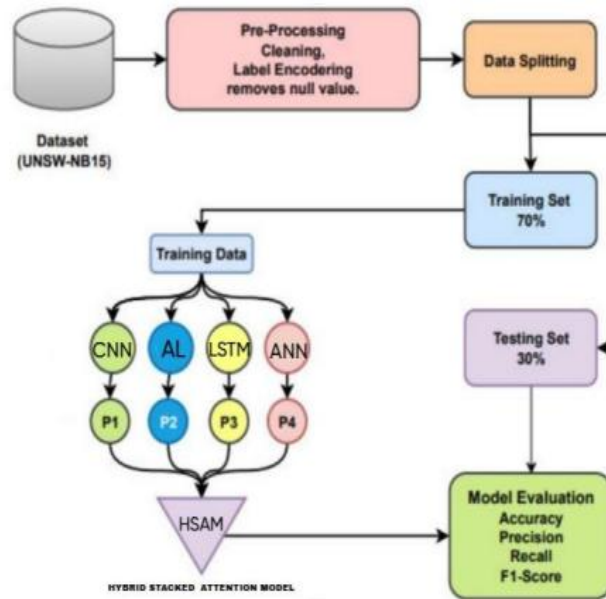 Pre-Processing
Cleaning,
Label Encodering
removes null value.
Data Splitting
Dataset
(UNSW-NB15)
Training Set
70%
Training Data
CNN
AL
LSTM
ANN
Testing Set
30%
P1
P2
P3
P4
HSAM
Model Evaluation
Accuracy
Precision
Recall
F1-Score
HYBRID STACKED ATTENTION MODEL